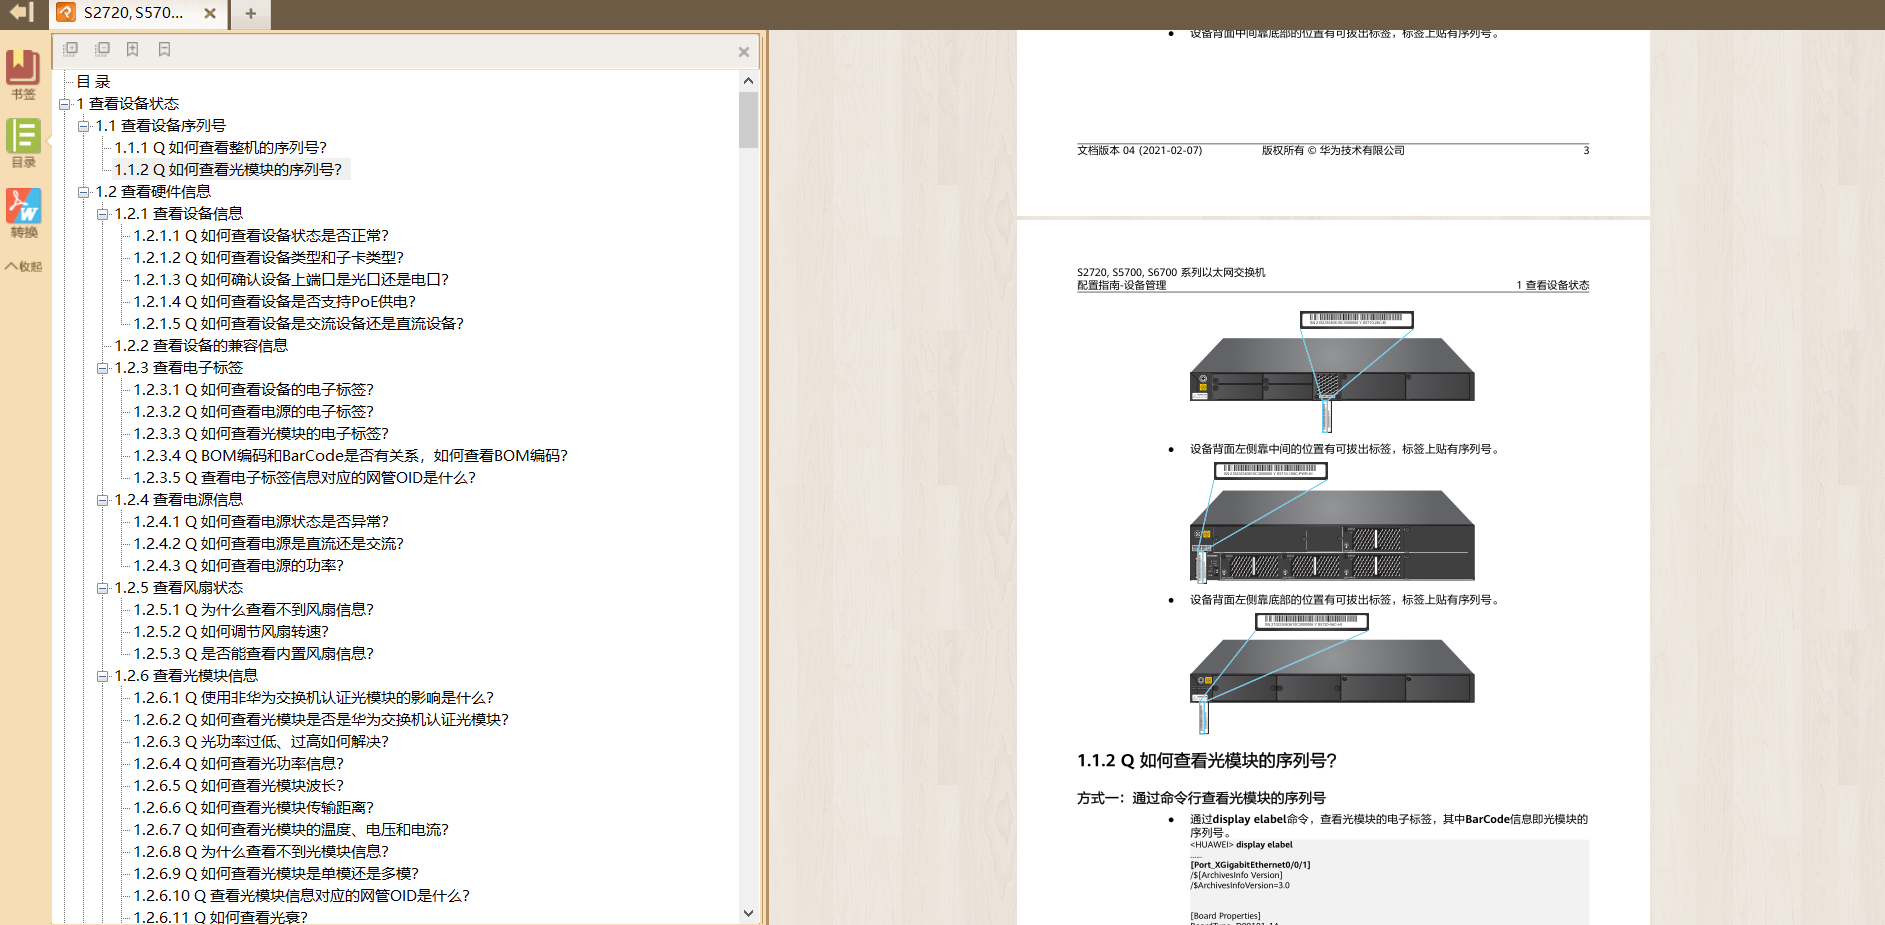 S2720, S570...
书签
目录
转换
收起
目 录
1 查看设备状态
1.1 查看设备序列号
1.1.1 Q 如何查看整机的序列号?
1.1.2 Q 如何查看光模块的序列号?
1.2 查看硬件信息
1.2.1 查看设备信息
1.2.1.1 Q 如何查看设备状态是否正常?
1.2.1.2 Q 如何查看设备类型和子卡类型?
1.2.1.3 Q 如何确认设备上端口是光口还是电口?
1.2.1.4 Q 如何查看设备是否支持PoE供电?
1.2.1.5 Q 如何查看设备是交流设备还是直流设备?
1.2.2 查看设备的兼容信息
1.2.3 查看电子标签
1.2.3.1 Q 如何查看设备的电子标签?
1.2.3.2 Q 如何查看电源的电子标签?
1.2.3.3 Q 如何查看光模块的电子标签?
1.2.3.4 Q BOM编码和BarCode是否有关系，如何查看BOM编码?
1.2.3.5 Q 查看电子标签信息对应的网管OID是什么?
1.2.4 查看电源信息
1.2.4.1 Q 如何查看电源状态是否异常?
1.2.4.2 Q 如何查看电源是直流还是交流?
1.2.4.3 Q 如何查看电源的功率?
1.2.5 查看风扇状态
1.2.5.1 Q 为什么查看不到风扇信息?
1.2.5.2 Q 如何调节风扇转速?
1.2.5.3 Q 是否能查看内置风扇信息?
1.2.6 查看光模块信息
1.2.6.1 Q 使用非华为交换机认证光模块的影响是什么?
1.2.6.2 Q 如何查看光模块是否是华为交换机认证光模块?
1.2.6.3 Q 光功率过低、过高如何解决?
1.2.6.4 Q 如何查看光功率信息?
1.2.6.5 Q 如何查看光模块波长?
1.2.6.6 Q 如何查看光模块传输距离?
1.2.6.7 Q 如何查看光模块的温度、电压和电流?
1.2.6.8 Q 为什么查看不到光模块信息?
1.2.6.9 Q 如何查看光模块是单模还是多模?
1.2.6.10 Q 查看光模块信息对应的网管OID是什么?
1.2.6.11 Q 如何查看光衰?
● 设备背面中间靠底部的位置有可拔出标签，标签上贴有序列号。
文档版本 04 (2021-02-07) 版权所有 © 华为技术有限公司 3
S2720, S5700, S6700 系列以太网交换机
配置指南-设备管理 1 查看设备状态
● 设备背面左侧靠中间的位置有可拔出标签，标签上贴有序列号。
● 设备背面左侧靠底部的位置有可拔出标签，标签上贴有序列号。
1.1.2 Q 如何查看光模块的序列号?
方式一：通过命令行查看光模块的序列号
● 通过display elabel命令，查看光模块的电子标签，其中BarCode信息即光模块的
序列号。
<HUAWEI> display elabel
......
[Port_XGigabitEthernet0/0/1]
/$[ArchivesInfo Version]
/$ArchivesInfoVersion=3.0
[Board Properties]